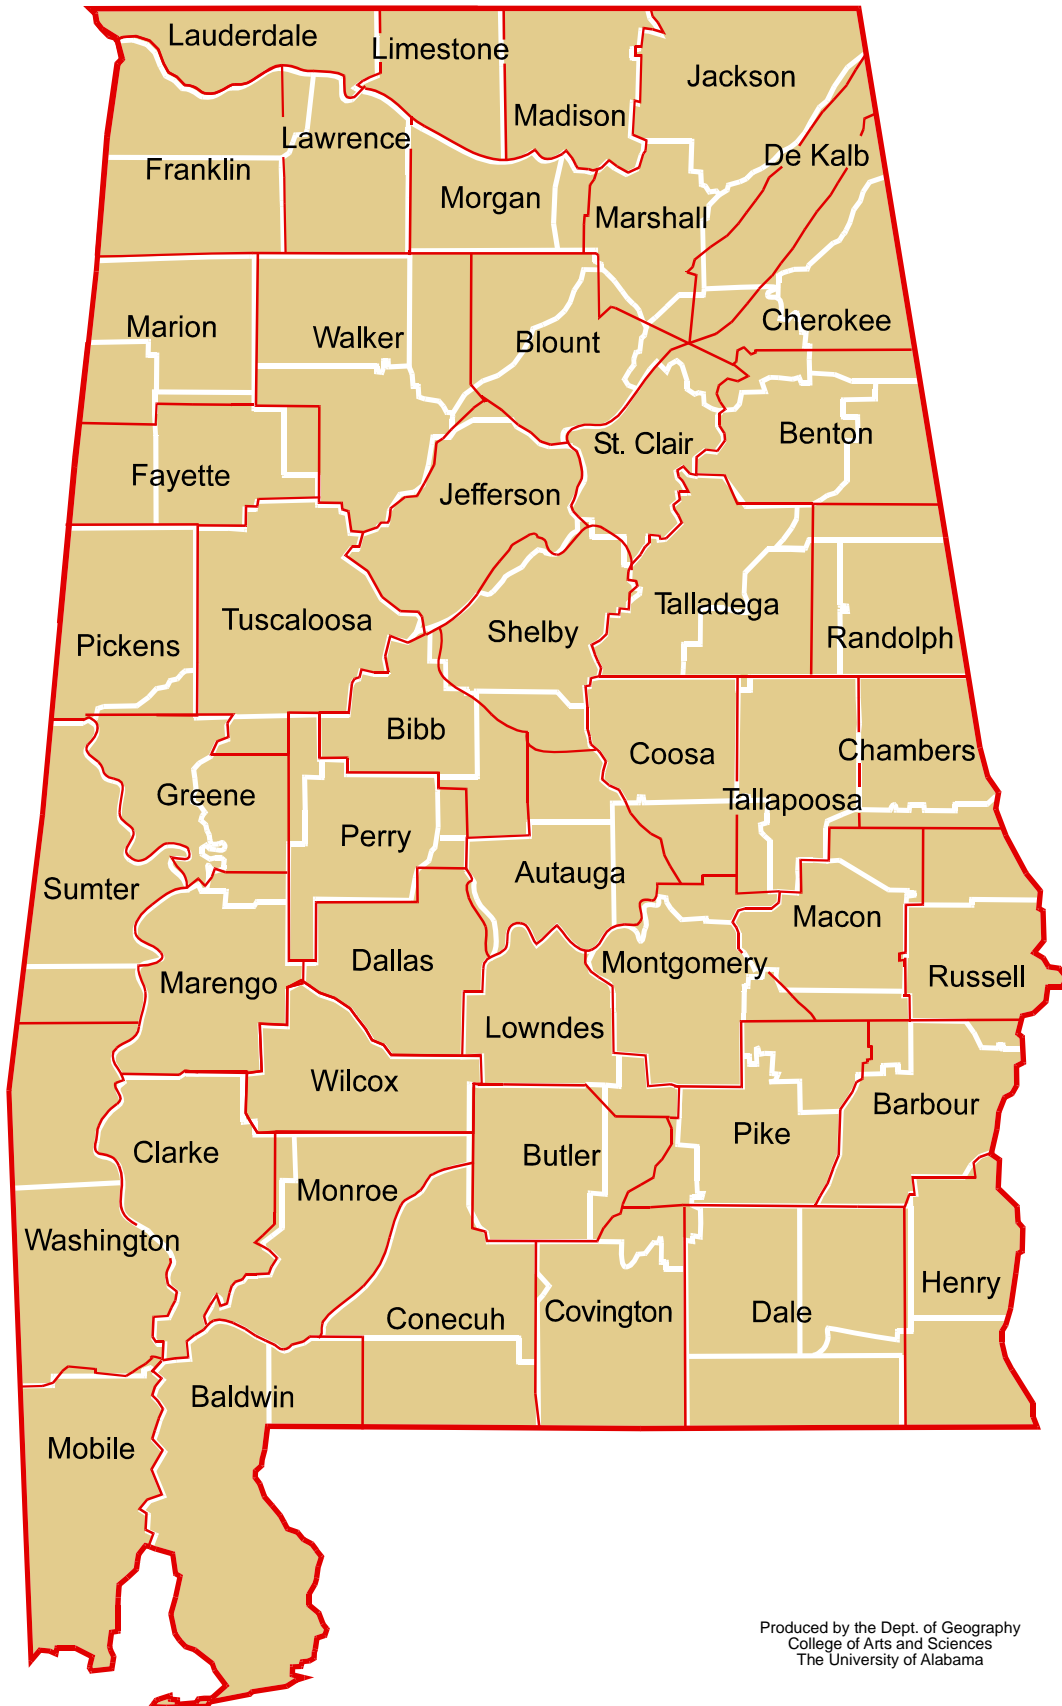 Lauderdale
Limestone
Jackson
Madison
Lawrence
De Kalb
Franklin
Morgan
Marshall
Marion
Walker
Blount
Cherokee
St. Clair
Benton
Fayette
Jefferson
Talladega
Tuscaloosa
Shelby
Randolph
Pickens
Bibb
Coosa
Chambers
Greene
Tallapoosa
Perry
Autauga
Sumter
Macon
Dallas
Montgomery
Marengo
Russell
Lowndes
Wilcox
Barbour
Pike
Clarke
Butler
Monroe
Washington
Henry
Conecuh
Covington
Dale
Baldwin
Mobile
Produced by the Dept. of Geography
College of Arts and Sciences
The University of Alabama